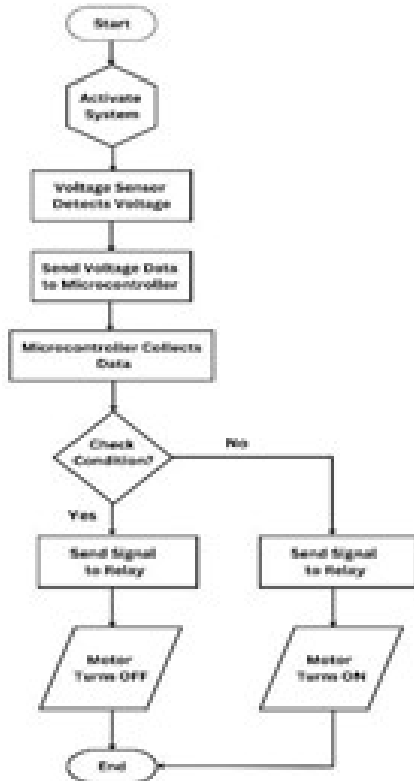 Start
Activate
System
Voltage Sensor
Detects Voltage
Send Voltage Data
to Microcontroller
Microcontroller Collects
Data
Check
Condition?
No
Yes
Send Signal
to Relay
Send Signal
to Relay
Motor
Turns OFF
Motor
Turns ON
End